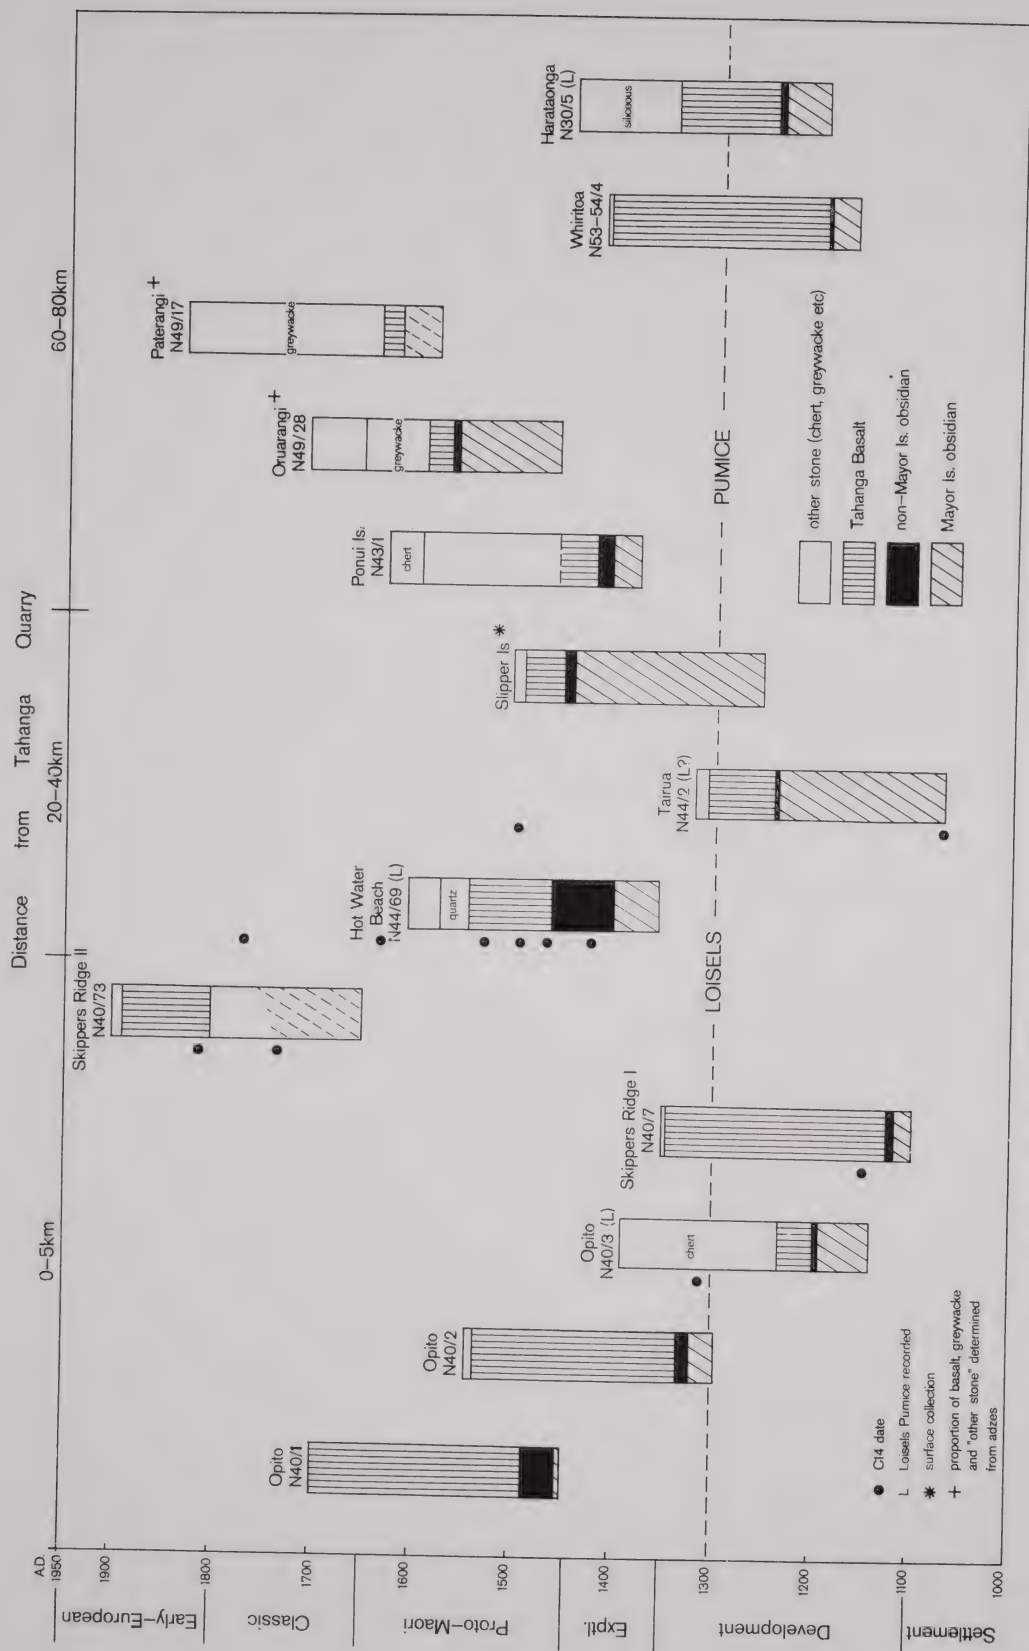 Distance from Tahanga Quarry
0–5km
20–40km
60–80km
A.D.
1950
1900
1800
1700
1600
1500
1400
1300
1200
1100
1000
Early–European
Classic
Proto–Maori
Exptl.
Development
Settlement
Opito
N40/1
Opito
N40/2
Opito
N40/3 (L)
chert
Skippers Ridge I
N40/7
Skippers Ridge II
N40/73
Hot Water
Beach
N44/69 (L)
quartz
Tairua
N44/2 (L?)
Slipper Is *
Ponui Is.
N43/1
chert
Oruarangi +
N49/28
greywacke
Paterangi +
N49/17
greywacke
Whiritoa
N53–54/4
Harataonga
N30/5 (L)
siliceous
LOISELS PUMICE
● C14 date
L Loisels Pumice recorded
* surface collection
+ proportion of basalt, greywacke
and "other stone" determined
from adzes
other stone (chert, greywacke etc)
Tahanga Basalt
non–Mayor Is. obsidian
Mayor Is. obsidian